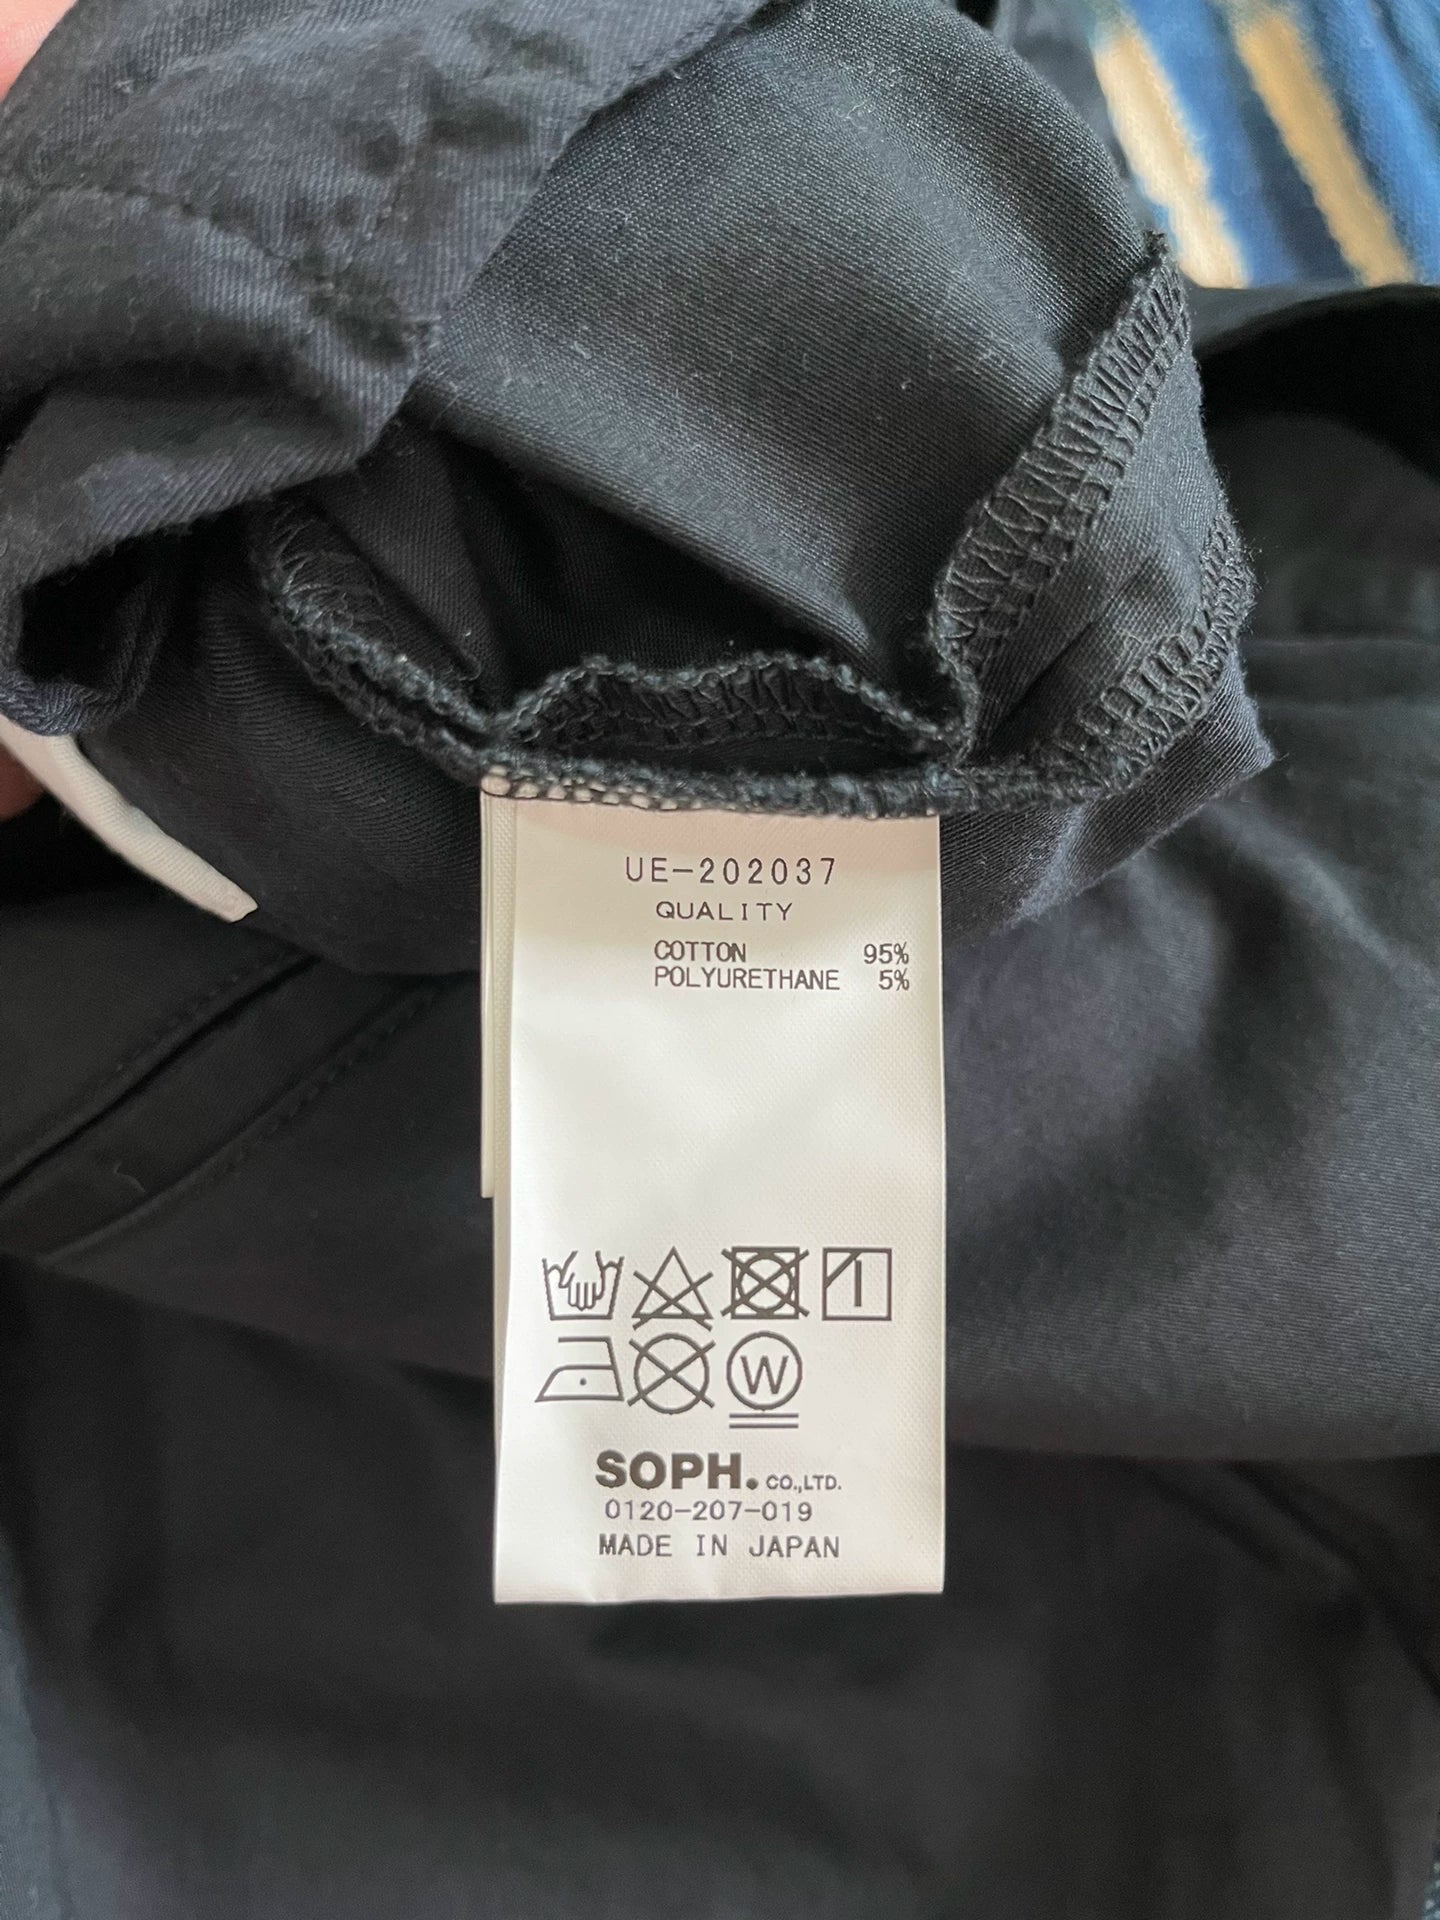 UE-202037
QUALITY
COTTON 95%
POLYURETHANE 5%
W
SOPH. CO.,LTD.
0120-207-019
MADE IN JAPAN